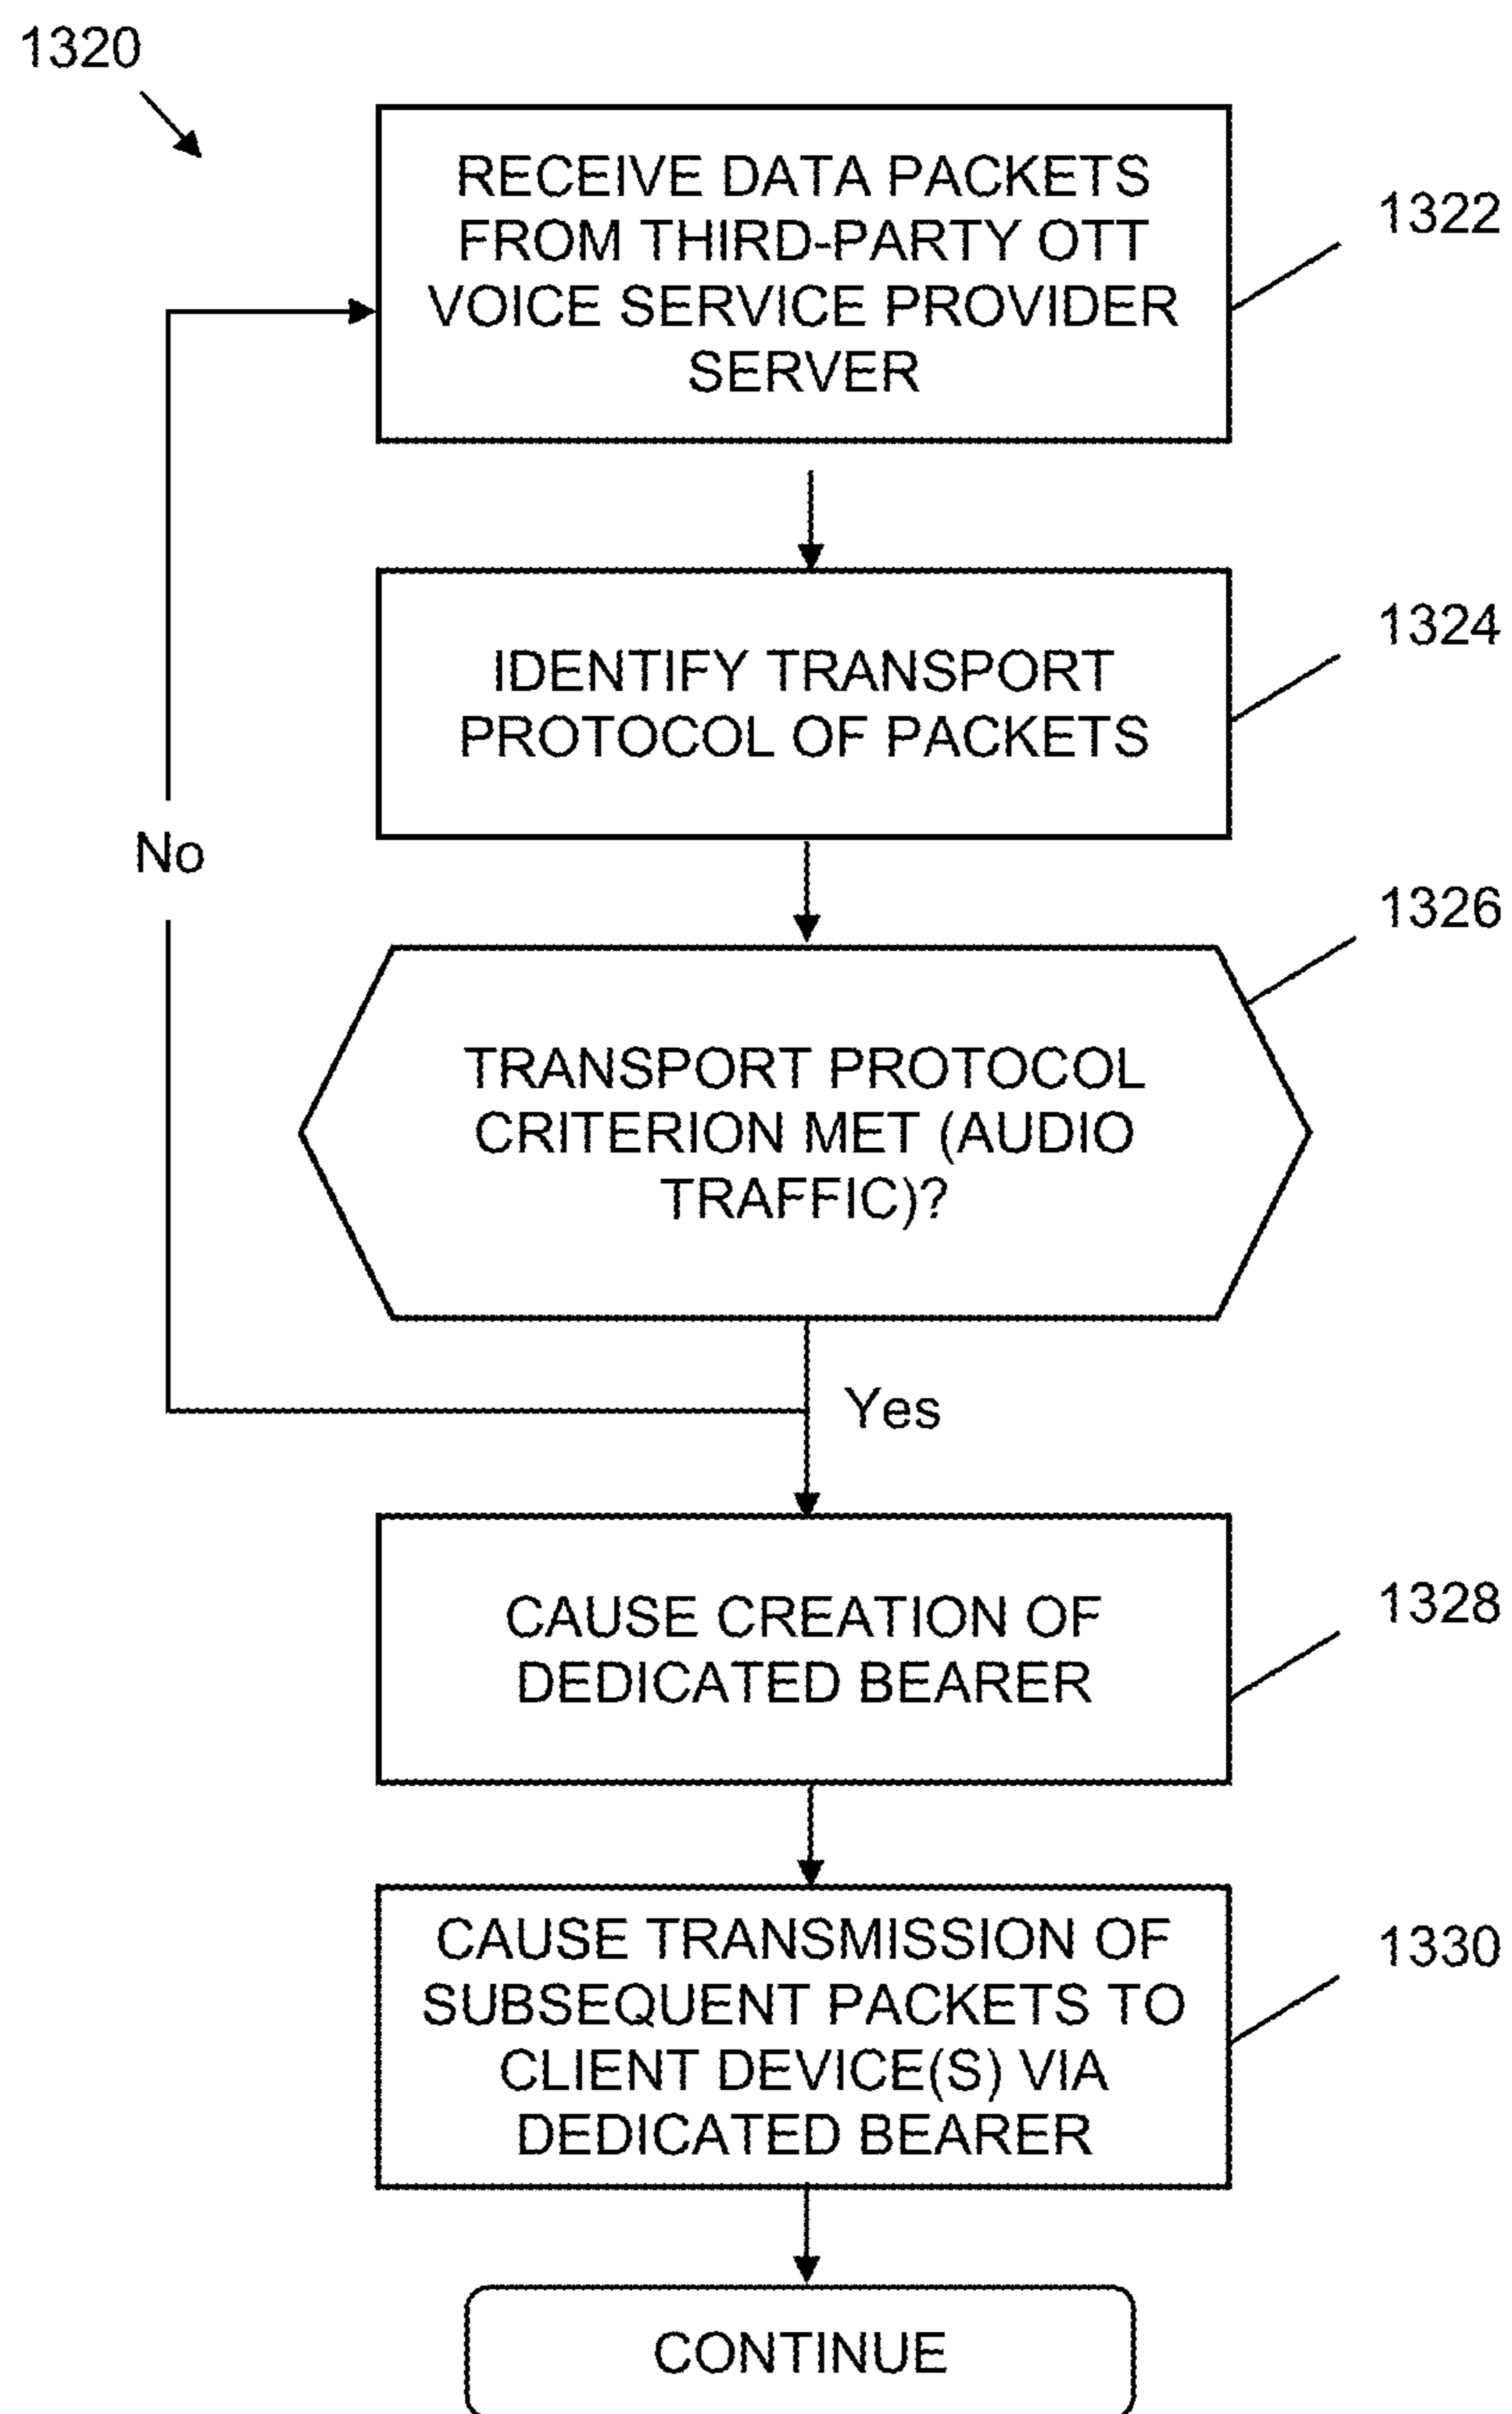 1320
RECEIVE DATA PACKETS
FROM THIRD-PARTY OTT
VOICE SERVICE PROVIDER
SERVER
1322
IDENTIFY TRANSPORT
PROTOCOL OF PACKETS
1324
No
TRANSPORT PROTOCOL
CRITERION MET (AUDIO
TRAFFIC)?
1326
Yes
CAUSE CREATION OF
DEDICATED BEARER
1328
CAUSE TRANSMISSION OF
SUBSEQUENT PACKETS TO
CLIENT DEVICE(S) VIA
DEDICATED BEARER
1330
CONTINUE